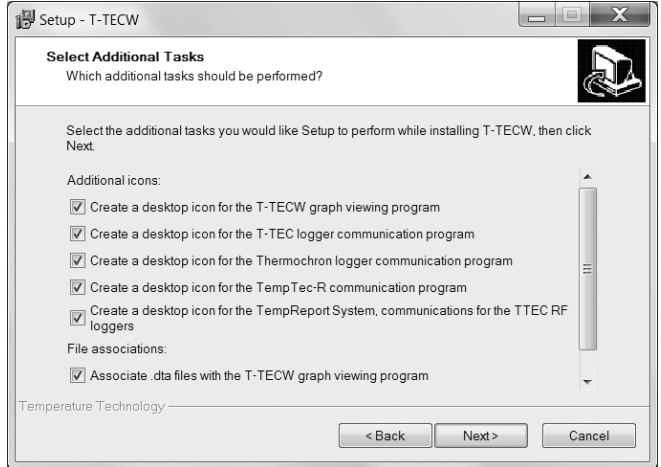 Setup - T-TECW
Select Additional Tasks
Which additional tasks should be performed?
Select the additional tasks you would like Setup to perform while installing T-TECW, then click
Next.
Additional icons:
Create a desktop icon for the T-TECW graph viewing program
Create a desktop icon for the T-TEC logger communication program
Create a desktop icon for the Thermochron logger communication program
Create a desktop icon for the TempTec-R communication program
Create a desktop icon for the TempReport System, communications for the TTEC RF
loggers
File associations:
Associate .dta files with the T-TECW graph viewing program
Temperature Technology
< Back
Next >
Cancel